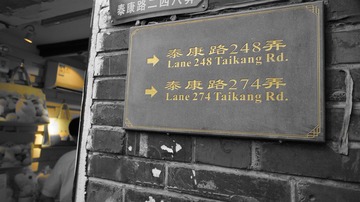 泰康路二四八弄
泰康路248弄
Lane 248 Taikang Rd.
泰康路274弄
Lane 274 Taikang Rd.